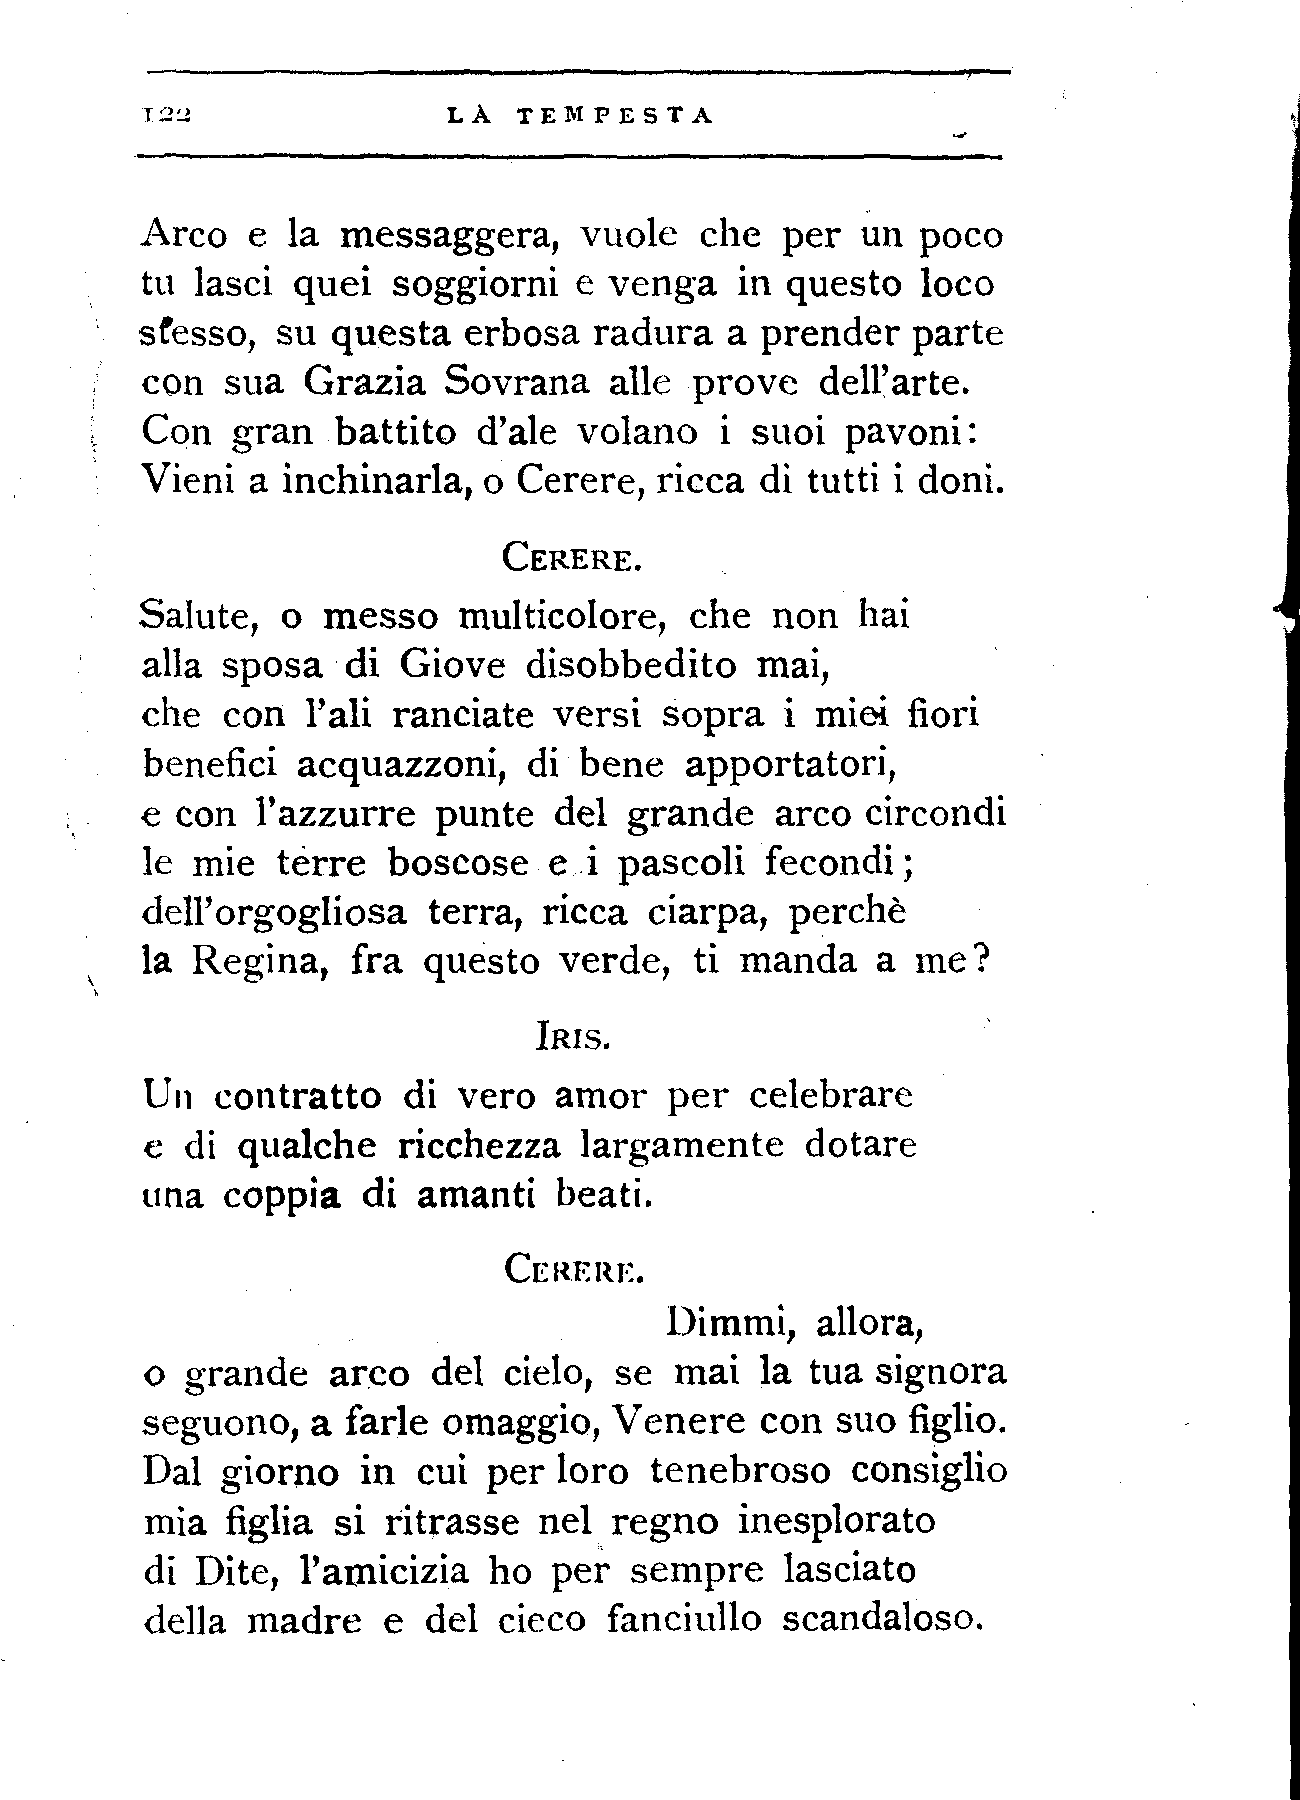 122 LA TEMPESTA
Arco e la messaggera, vuole che per un poco
tu lasci quei soggiorni e venga in questo loco
stesso, su questa erbosa radura a prender parte
con sua Grazia Sovrana alle prove dell'arte.
Con gran battito d'ale volano i suoi pavoni:
Vieni a inchinarla, o Cerere, ricca di tutti i doni.
CERERE.
Salute, o messo multicolore, che non hai
alla sposa di Giove disobbedito mai,
che con l'ali ranciate versi sopra i miei fiori
benefici acquazzoni, di bene apportatori,
e con l'azzurre punte del grande arco circondi
le mie terre boscose e i pascoli fecondi;
dell'orgogliosa terra, ricca ciarpa, perchè
la Regina, fra questo verde, ti manda a me?
IRIS.
Un contratto di vero amor per celebrare
e di qualche ricchezza largamente dotare
una coppia di amanti beati.
CERERE.
Dimmi, allora,
o grande arco del cielo, se mai la tua signora
seguono, a farle omaggio, Venere con suo figlio.
Dal giorno in cui per loro tenebroso consiglio
mia figlia si ritrasse nel regno inesplorato
di Dite, l'amicizia ho per sempre lasciato
della madre e del cieco fanciullo scandaloso.